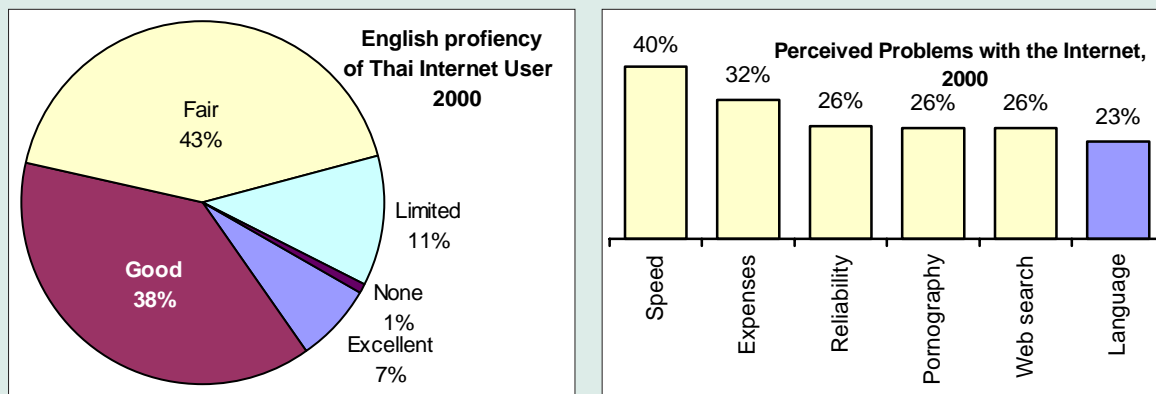 English profiency
of Thai Internet User
2000
Fair
43%
Limited
11%
Good
38%
None
1%
Excellent
7%
Perceived Problems with the Internet,
2000
40%
32%
26%
26%
26%
23%
Speed
Expenses
Reliability
Pornography
Web search
Language